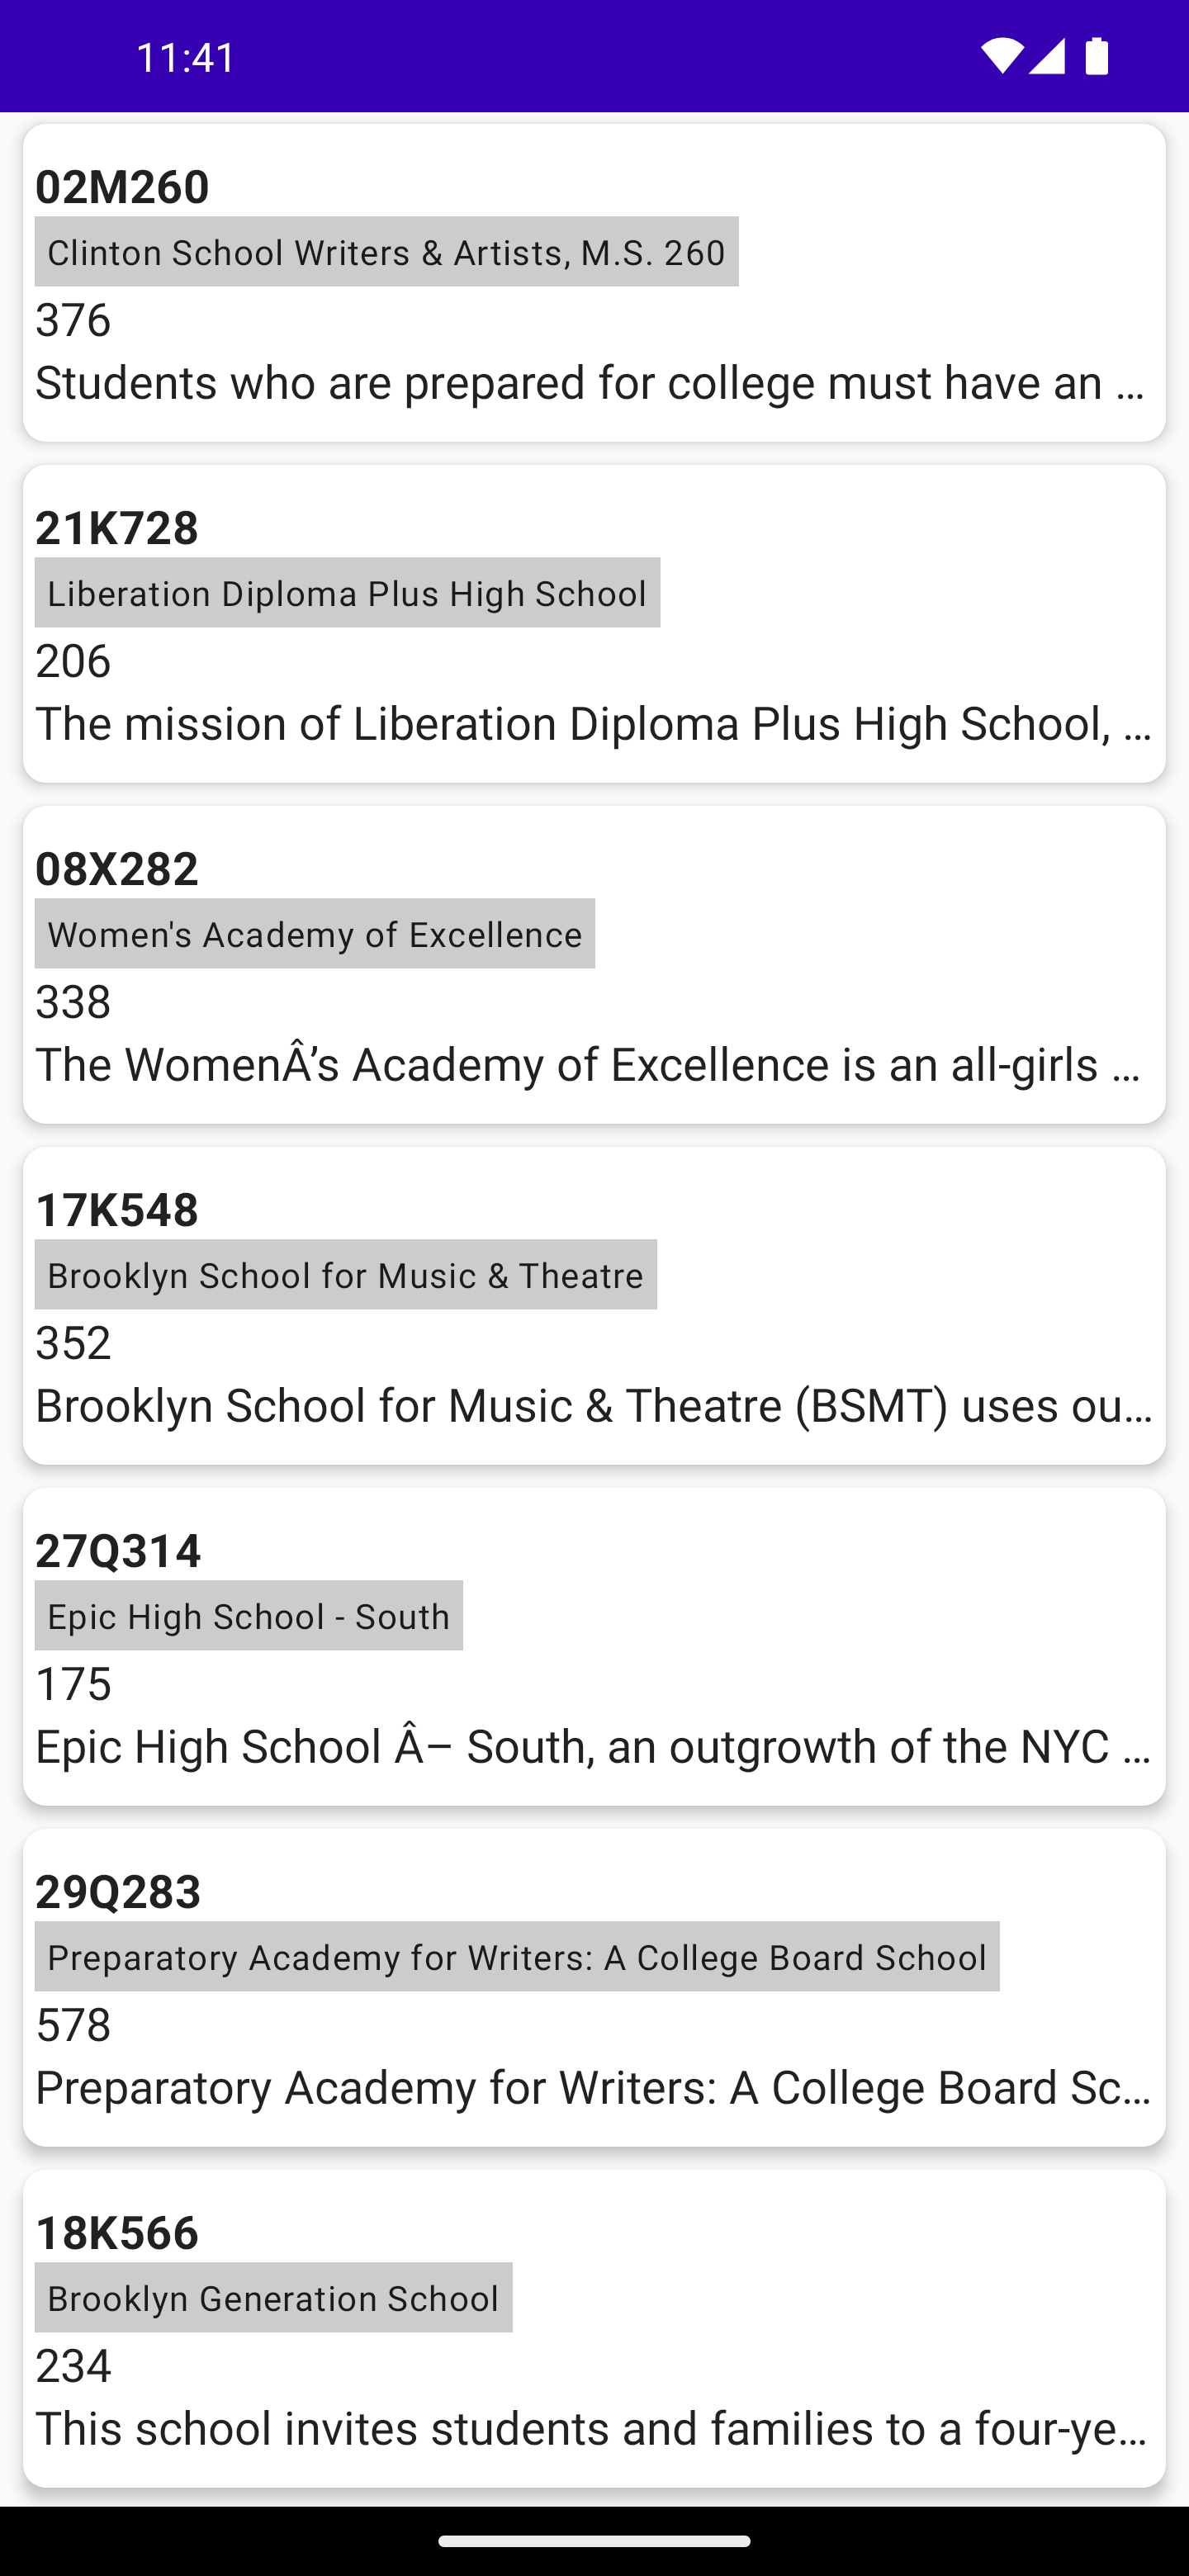 11:41
02M260
Clinton School Writers & Artists, M.S. 260
376
Students who are prepared for college must have an …
21K728
Liberation Diploma Plus High School
206
The mission of Liberation Diploma Plus High School, …
08X282
Women's Academy of Excellence
338
The WomenÂ’s Academy of Excellence is an all-girls …
17K548
Brooklyn School for Music & Theatre
352
Brooklyn School for Music & Theatre (BSMT) uses ou…
27Q314
Epic High School - South
175
Epic High School Â– South, an outgrowth of the NYC …
29Q283
Preparatory Academy for Writers: A College Board School
578
Preparatory Academy for Writers: A College Board Sc…
18K566
Brooklyn Generation School
234
This school invites students and families to a four-ye…